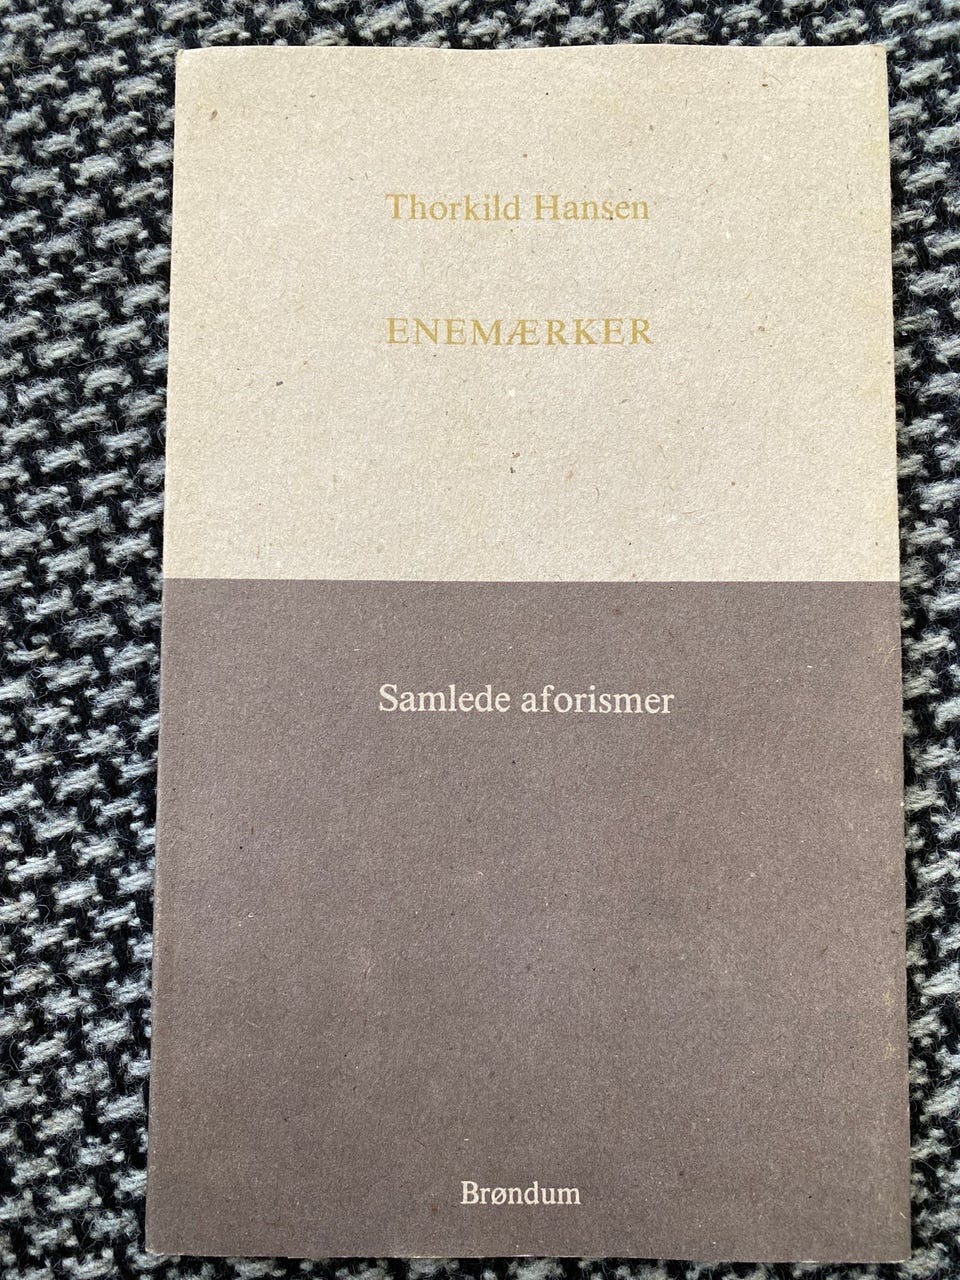 Thorkild Hansen
ENEMÆRKER
Samlede aforismer
Brøndum